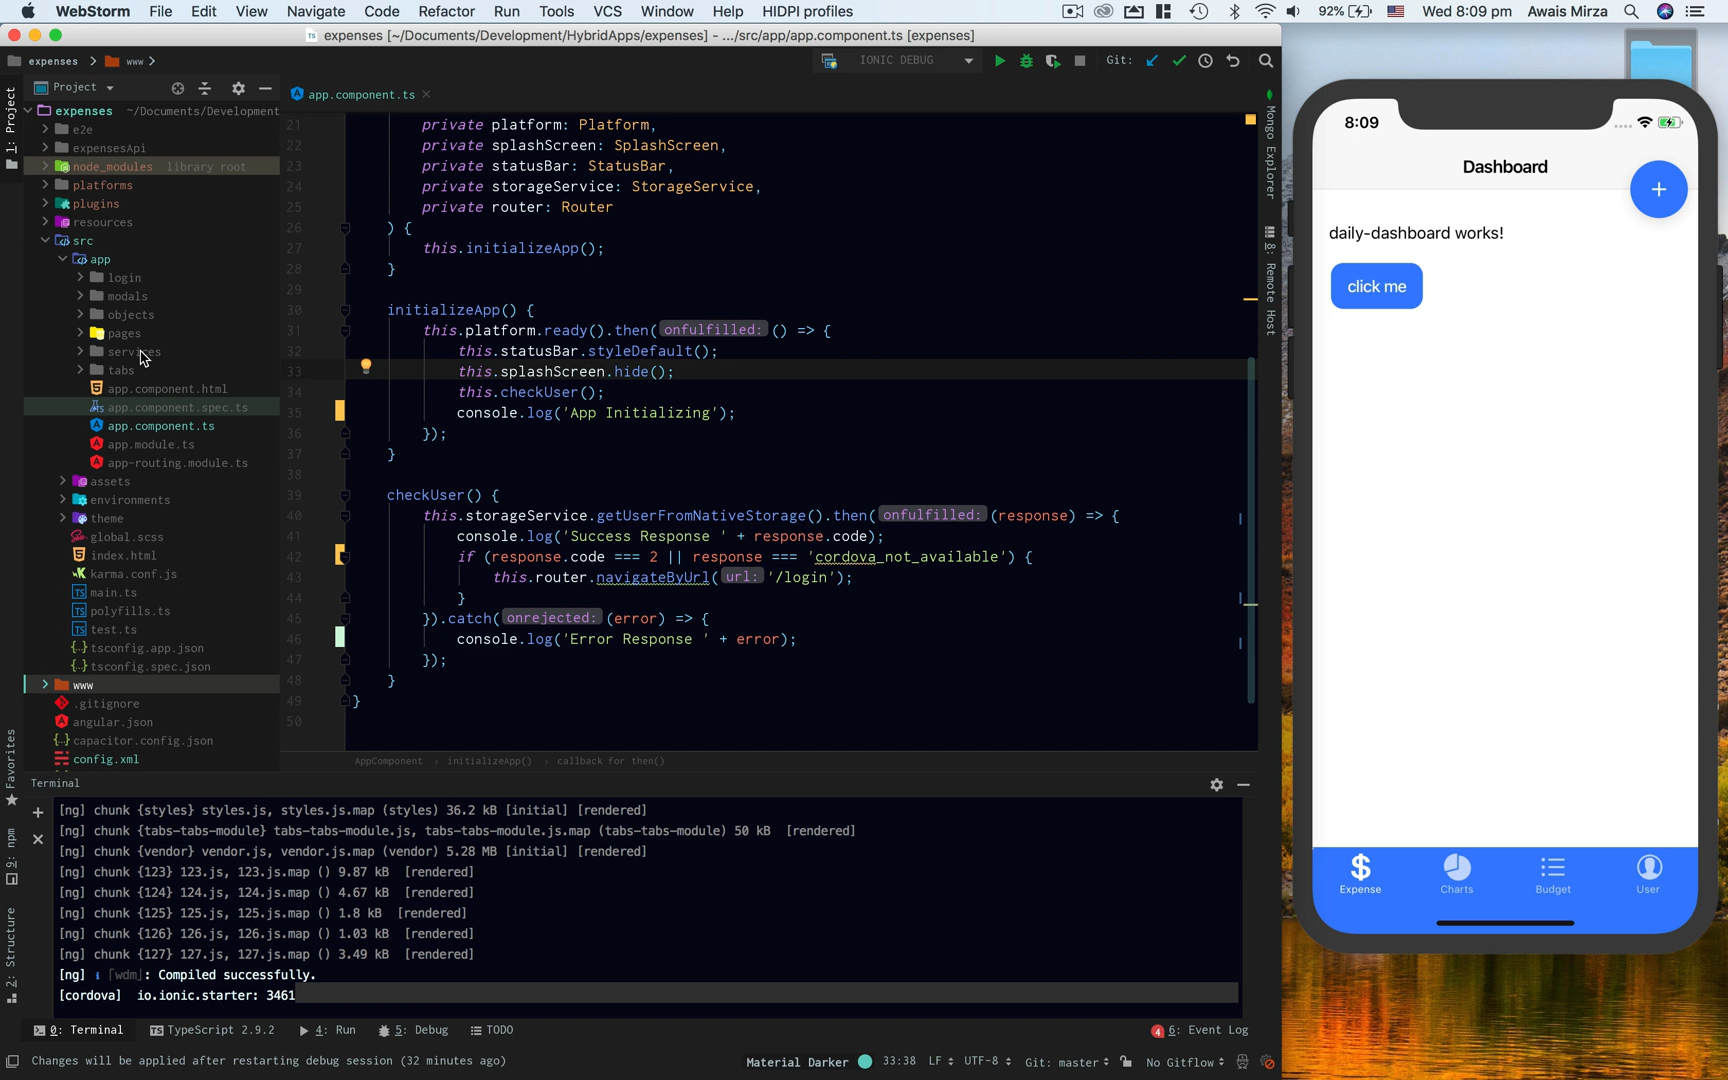 WebStorm File Edit View Navigate Code Refactor Run Tools VCS Window Help HIDPI profiles 92% Wed 8:09 pm Awais Mirza
expenses [~/Documents/Development/HybridApps/expenses] - .../src/app/app.component.ts [expenses]
expenses www IONIC DEBUG Git:
Project
app.component.ts
1: Project
expenses ~/Documents/Development
e2e
expensesApi
node_modules library root
platforms
plugins
resources
src
app
login
modals
objects
pages
services
tabs
app.component.html
app.component.spec.ts
app.component.ts
app.module.ts
app-routing.module.ts
assets
environments
theme
global.scss
index.html
karma.conf.js
main.ts
polyfills.ts
test.ts
tsconfig.app.json
tsconfig.spec.json
www
.gitignore
angular.json
capacitor.config.json
config.xml
21 private platform: Platform,
22 private splashScreen: SplashScreen,
23 private statusBar: StatusBar,
24 private storageService: StorageService,
25 private router: Router
26 ) {
27 this.initializeApp();
28 }
29
30 initializeApp() {
31 this.platform.ready().then( onfulfilled: () => {
32 this.statusBar.styleDefault();
33 this.splashScreen.hide();
34 this.checkUser();
35 console.log('App Initializing');
36 });
37 }
38
39 checkUser() {
40 this.storageService.getUserFromNativeStorage().then( onfulfilled: (response) => {
41 console.log('Success Response ' + response.code);
42 if (response.code === 2 || response === 'cordova_not_available') {
43 this.router.navigateByUrl( url: '/login');
44 }
45 }).catch( onrejected: (error) => {
46 console.log('Error Response ' + error);
47 });
48 }
49 }
50
AppComponent › initializeApp() › callback for then()
Mongo Explorer
8: Remote Host
Favorites
9: npm
2: Structure
Terminal
[ng] chunk {styles} styles.js, styles.js.map (styles) 36.2 kB [initial] [rendered]
[ng] chunk {tabs-tabs-module} tabs-tabs-module.js, tabs-tabs-module.js.map (tabs-tabs-module) 50 kB [rendered]
[ng] chunk {vendor} vendor.js, vendor.js.map (vendor) 5.28 MB [initial] [rendered]
[ng] chunk {123} 123.js, 123.js.map () 9.87 kB [rendered]
[ng] chunk {124} 124.js, 124.js.map () 4.67 kB [rendered]
[ng] chunk {125} 125.js, 125.js.map () 1.8 kB [rendered]
[ng] chunk {126} 126.js, 126.js.map () 1.03 kB [rendered]
[ng] chunk {127} 127.js, 127.js.map () 3.49 kB [rendered]
[ng] ℹ ｢wdm｣: Compiled successfully.
[cordova] io.ionic.starter: 3461
0: Terminal TypeScript 2.9.2 4: Run 5: Debug TODO 4 6: Event Log
Changes will be applied after restarting debug session (32 minutes ago) Material Darker 33:38 LF UTF-8 Git: master No Gitflow
8:09
Dashboard
+
daily-dashboard works!
click me
Expense Charts Budget User